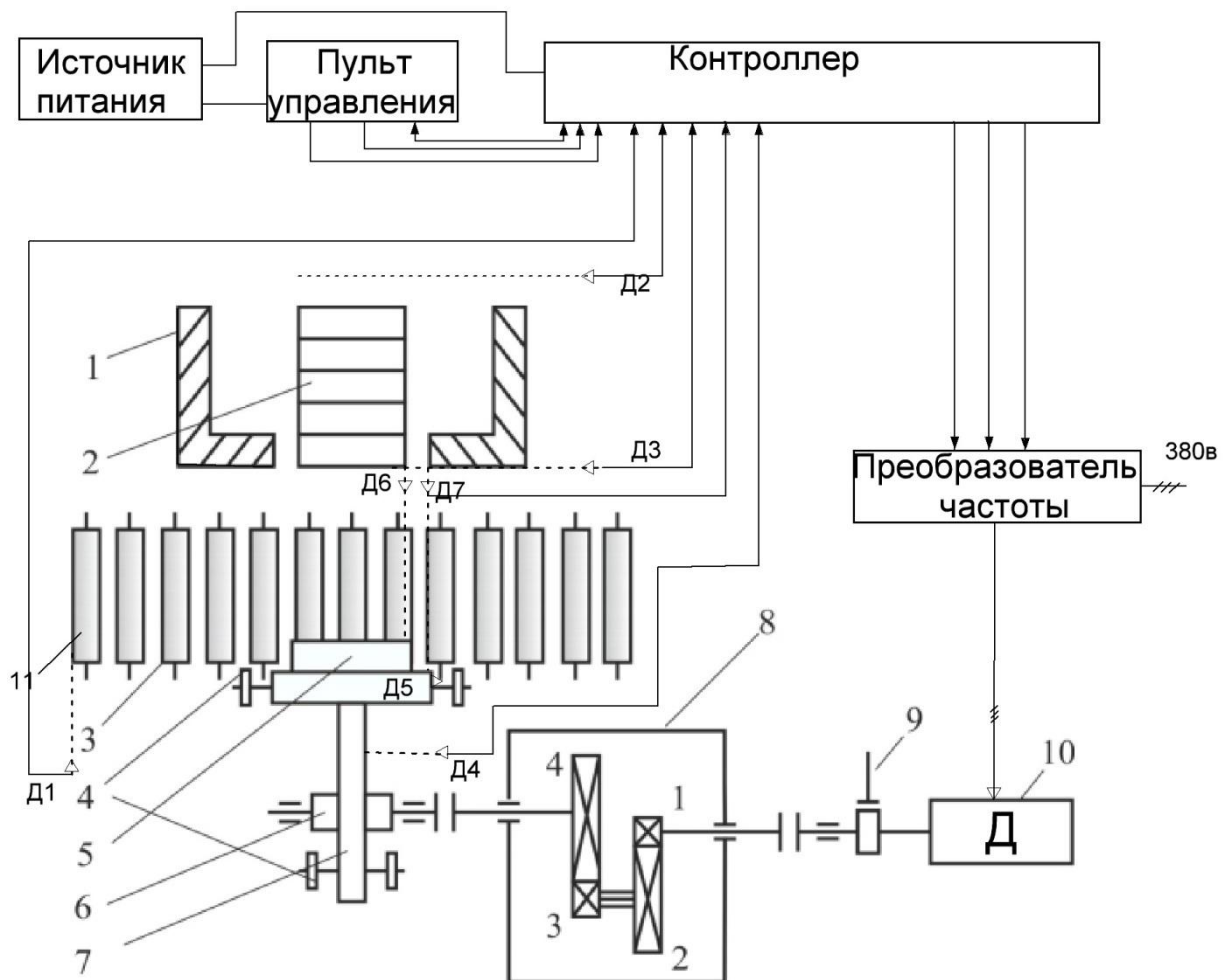 Источник
питания
Пульт
управления
Контроллер
Д2
1
2
Д3
Д6
Д7
380в
Преобразователь
частоты
8
11
Д5
3
9
Д4
10
4
Д1
4
1
Д
5
6
3
2
7